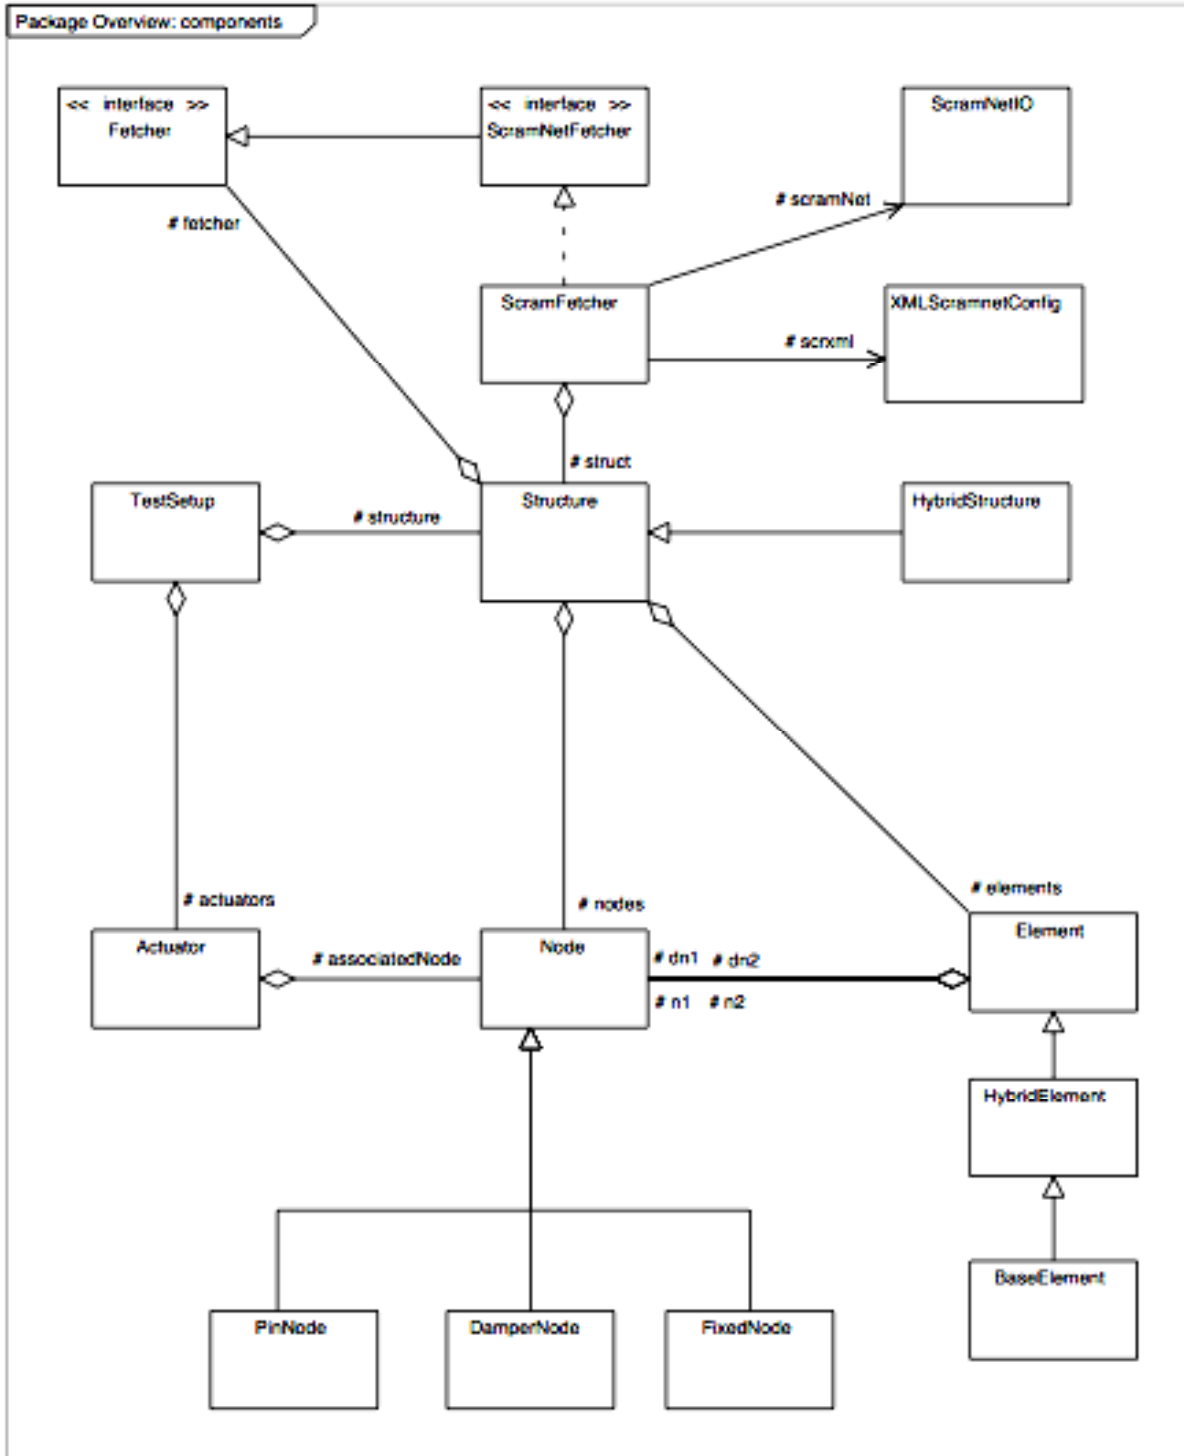 Package Overview: components
<< interface >>
Fetcher
<< interface >>
ScramNetFetcher
ScramNetIO
# scramNet
# fetcher
ScramFetcher
XMLScramnetConfig
# scrxml
# struct
TestSetup
# structure
Structure
HybridStructure
# actuators
# nodes
# elements
Actuator
# associatedNode
Node
# dn1 # dn2
Element
# n1 # n2
HybridElement
BaseElement
PinNode
DamperNode
FixedNode